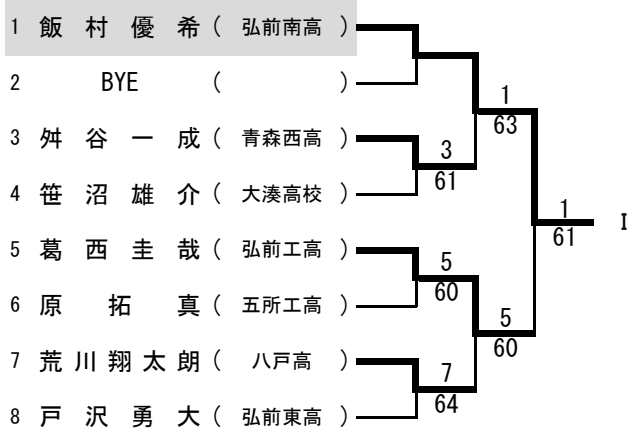 1 飯村優希 ( 弘前南高 )
2 BYE ( )
1
63
3 舛谷一成 ( 青森西高 )
3
61
4 笹沼雄介 ( 大湊高校 )
1
61
I
5 葛西圭哉 ( 弘前工高 )
5
60
6 原拓真 ( 五所工高 )
5
60
7 荒川翔太朗 ( 八戸高 )
7
64
8 戸沢勇大 ( 弘前東高 )